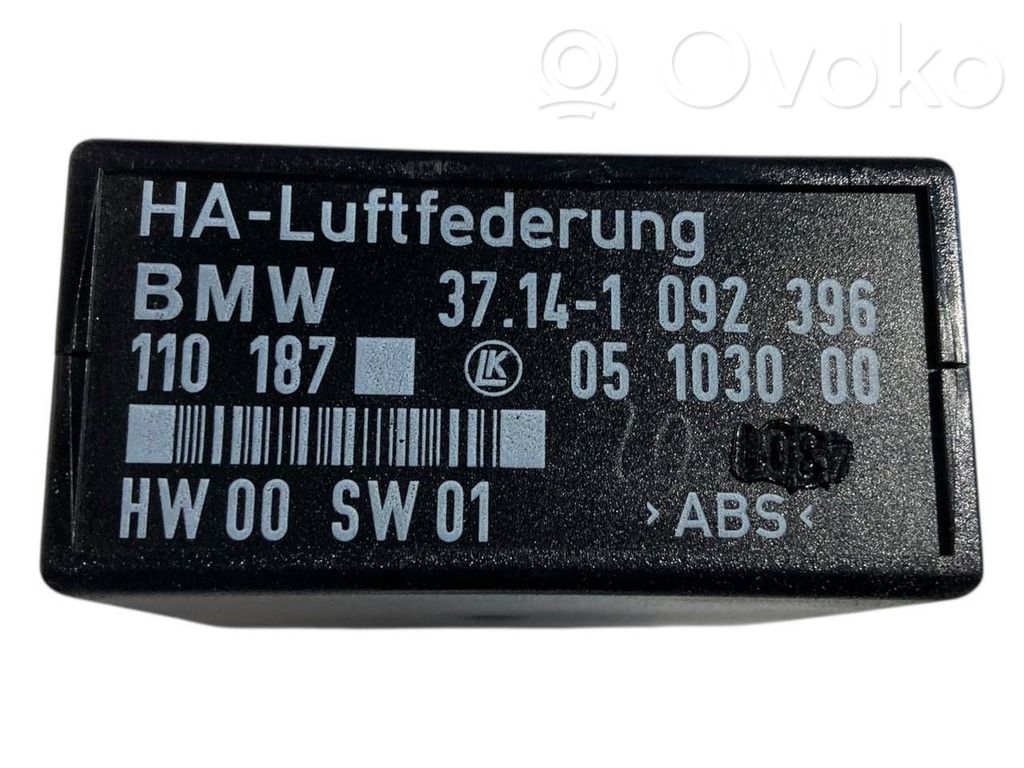 Ovoko
HA-Luftfederung
BMW 37.14-1 092 396
110 187 LK 05 1030 00
HW 00 SW 01 >ABS<